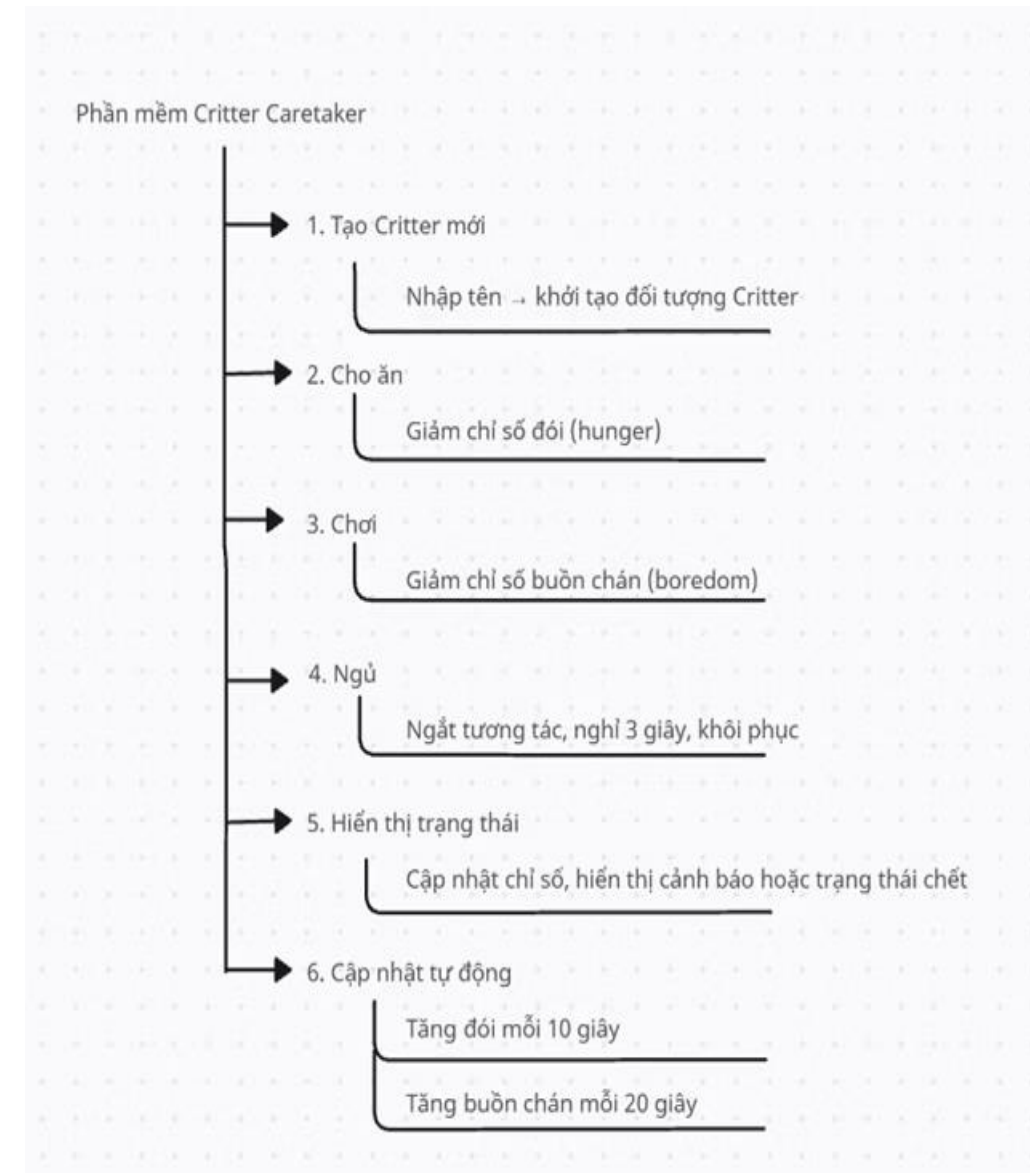 Phần mềm Critter Caretaker
1. Tạo Critter mới
Nhập tên → khởi tạo đối tượng Critter
2. Cho ăn
Giảm chỉ số đói (hunger)
3. Chơi
Giảm chỉ số buồn chán (boredom)
4. Ngủ
Ngắt tương tác, nghỉ 3 giây, khôi phục
5. Hiển thị trạng thái
Cập nhật chỉ số, hiển thị cảnh báo hoặc trạng thái chết
6. Cập nhật tự động
Tăng đói mỗi 10 giây
Tăng buồn chán mỗi 20 giây